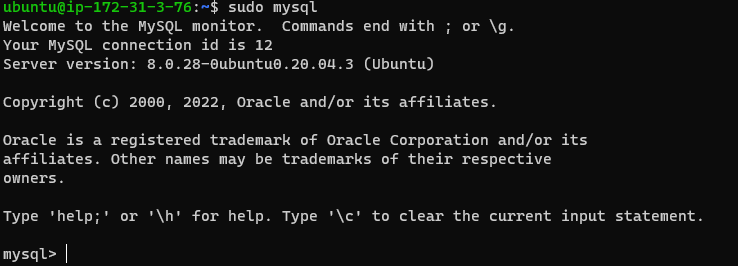 ubuntu@ip-172-31-3-76:~$ sudo mysql
Welcome to the MySQL monitor.  Commands end with ; or \g.
Your MySQL connection id is 12
Server version: 8.0.28-0ubuntu0.20.04.3 (Ubuntu)
Copyright (c) 2000, 2022, Oracle and/or its affiliates.
Oracle is a registered trademark of Oracle Corporation and/or its
affiliates. Other names may be trademarks of their respective
owners.
Type 'help;' or '\h' for help. Type '\c' to clear the current input statement.
mysql>